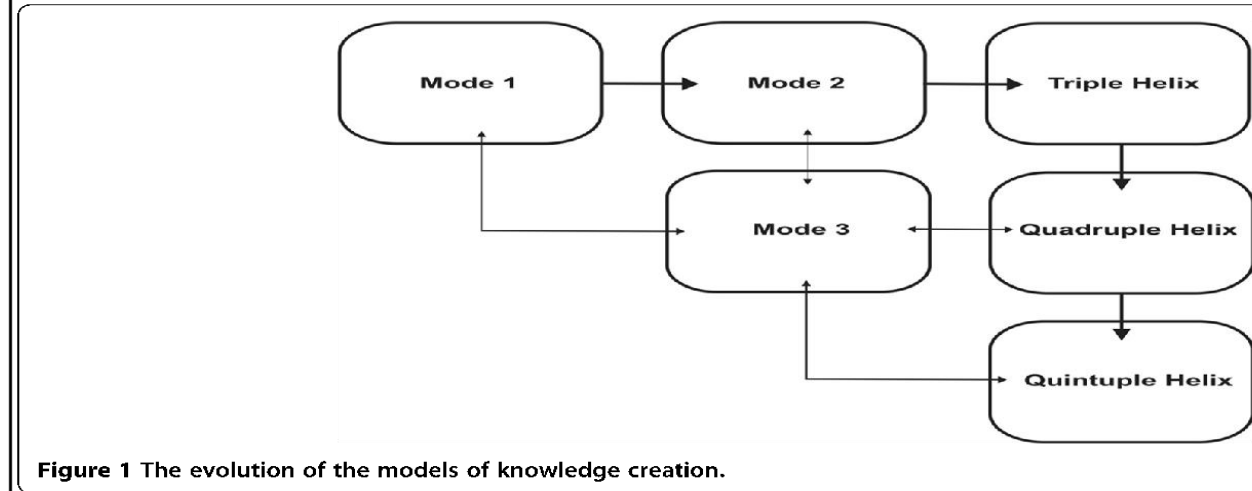 Mode 1
Mode 2
Triple Helix
Mode 3
Quadruple Helix
Quintuple Helix
Figure 1 The evolution of the models of knowledge creation.